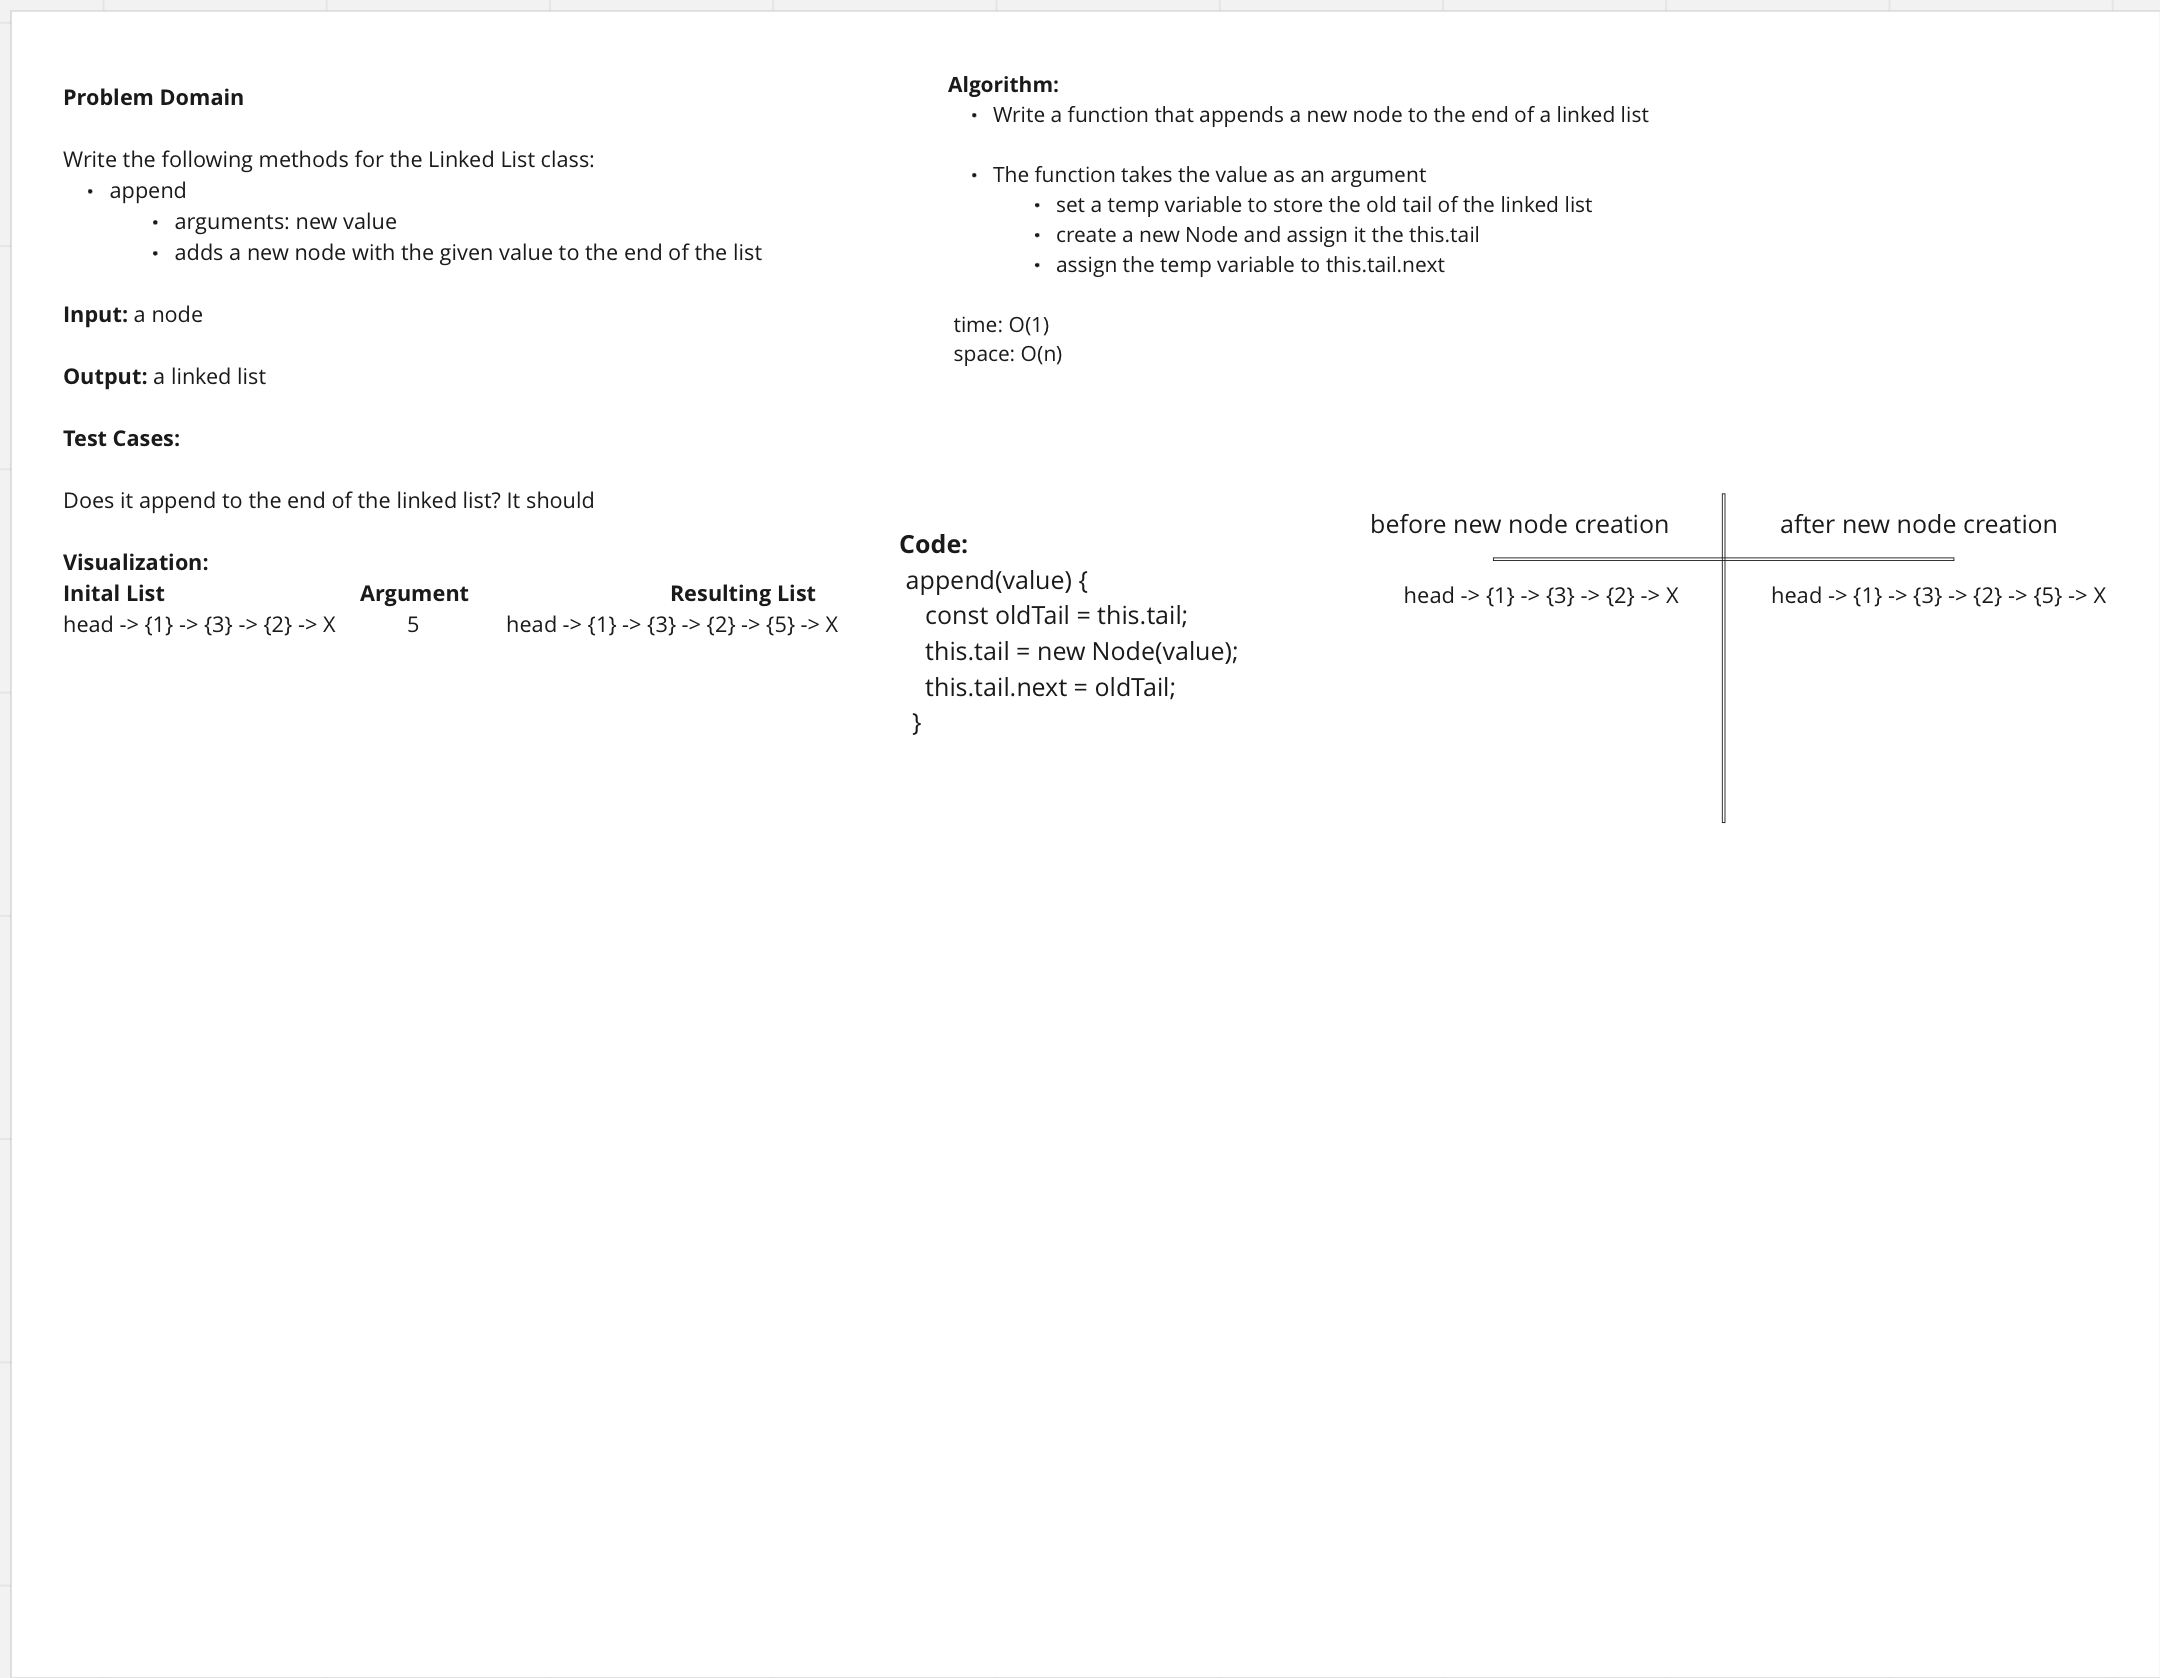 Problem Domain
Write the following methods for the Linked List class:
• append
• arguments: new value
• adds a new node with the given value to the end of the list
Input: a node
Output: a linked list
Test Cases:
Does it append to the end of the linked list? It should
Visualization:
Inital List Argument Resulting List
head -> {1} -> {3} -> {2} -> X 5 head -> {1} -> {3} -> {2} -> {5} -> X
Algorithm:
• Write a function that appends a new node to the end of a linked list
• The function takes the value as an argument
• set a temp variable to store the old tail of the linked list
• create a new Node and assign it the this.tail
• assign the temp variable to this.tail.next
time: O(1)
space: O(n)
Code:
append(value) {
const oldTail = this.tail;
this.tail = new Node(value);
this.tail.next = oldTail;
}
before new node creation after new node creation
head -> {1} -> {3} -> {2} -> X head -> {1} -> {3} -> {2} -> {5} -> X